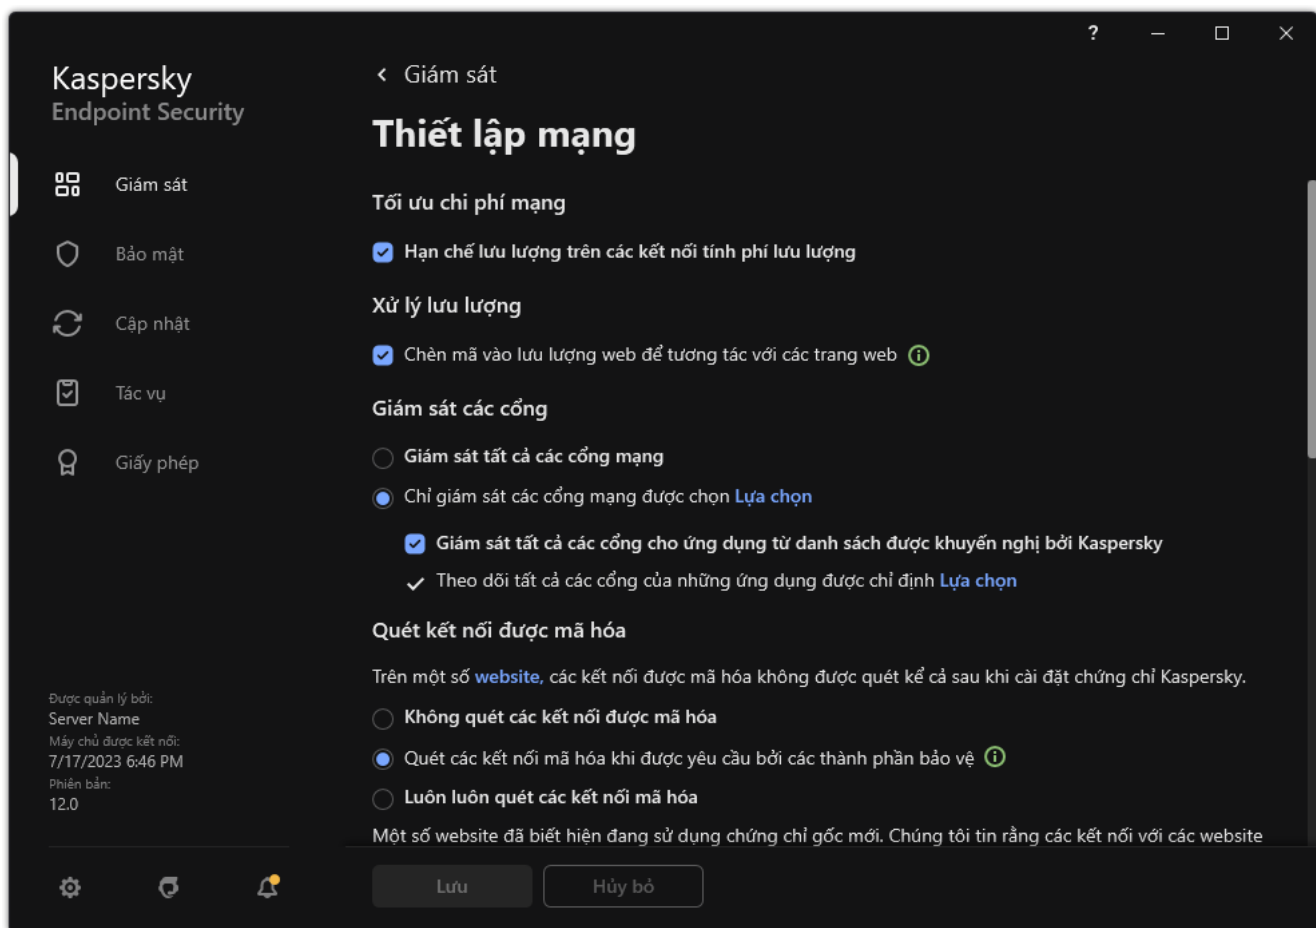 ?
Kaspersky
Endpoint Security
Giám sát
Bảo mật
Cập nhật
Tác vụ
Giấy phép
Được quản lý bởi:
Server Name
Máy chủ được kết nối:
7/17/2023 6:46 PM
Phiên bản:
12.0
Giám sát
Thiết lập mạng
Tối ưu chi phí mạng
Hạn chế lưu lượng trên các kết nối tính phí lưu lượng
Xử lý lưu lượng
Chèn mã vào lưu lượng web để tương tác với các trang web
Giám sát các cổng
Giám sát tất cả các cổng mạng
Chỉ giám sát các cổng mạng được chọn Lựa chọn
Giám sát tất cả các cổng cho ứng dụng từ danh sách được khuyến nghị bởi Kaspersky
Theo dõi tất cả các cổng của những ứng dụng được chỉ định Lựa chọn
Quét kết nối được mã hóa
Trên một số website, các kết nối được mã hóa không được quét kể cả sau khi cài đặt chứng chỉ Kaspersky.
Không quét các kết nối được mã hóa
Quét các kết nối mã hóa khi được yêu cầu bởi các thành phần bảo vệ
Luôn luôn quét các kết nối mã hóa
Một số website đã biết hiện đang sử dụng chứng chỉ gốc mới. Chúng tôi tin rằng các kết nối với các website
Lưu
Hủy bỏ